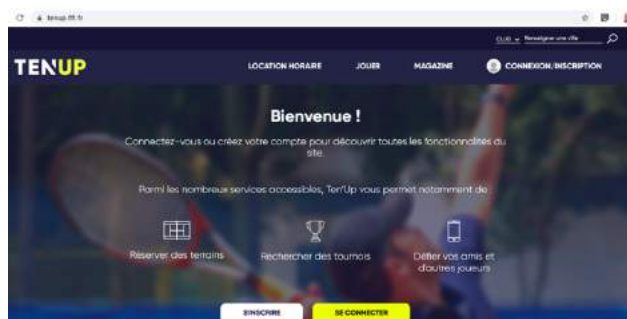 tenup.fft.fr
CLUB Renseigner une ville
TENUP
LOCATION HORAIRE JOUER MAGAZINE CONNEXION/INSCRIPTION
Bienvenue !
Connectez-vous ou créez votre compte pour découvrir toutes les fonctionnalités du
site.
Parmi les nombreux services accessibles, Ten'Up vous permet notamment de
Réserver des terrains
Rechercher des tournois
Défier vos amis et
d'autres joueurs
S'INSCRIRE SE CONNECTER